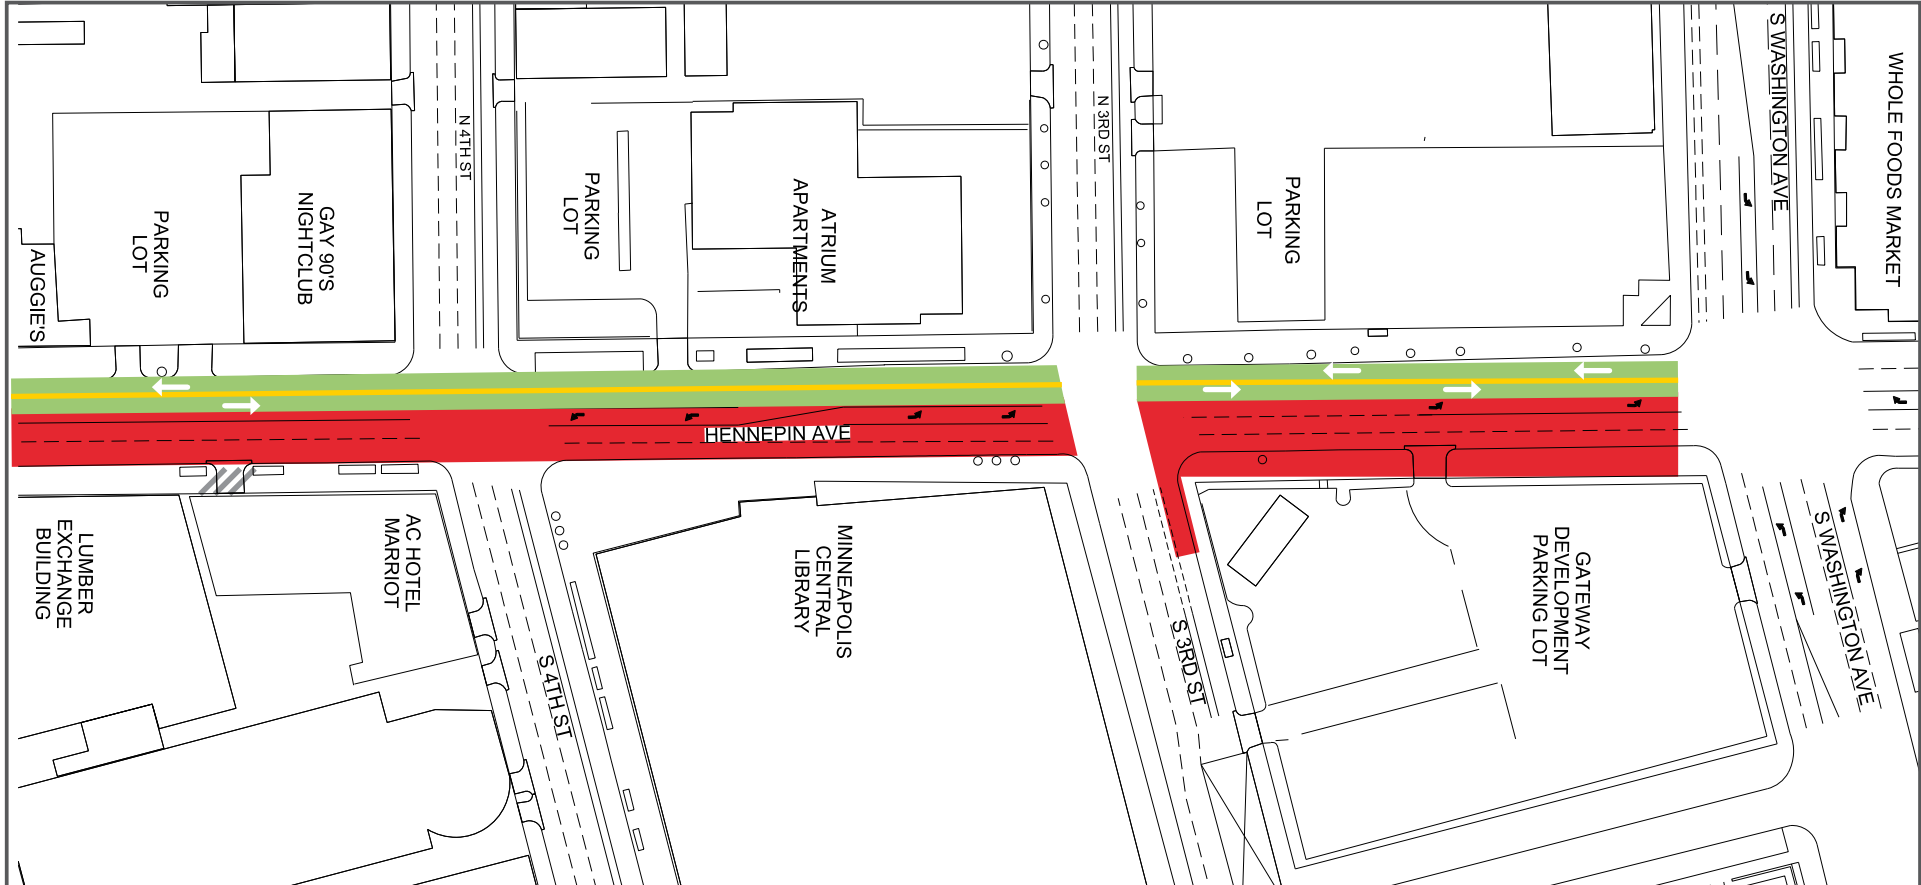 S WASHINGTON AVE
WHOLE FOODS MARKET
N 4TH ST
N 3RD ST
PARKING
LOT
GAY 90'S
NIGHTCLUB
AUGGIE'S
PARKING
LOT
ATRIUM
APARTMENTS
PARKING
LOT
HENNEPIN AVE
LUMBER
EXCHANGE
BUILDING
AC HOTEL
MARRIOT
S 4TH ST
MINNEAPOLIS
CENTRAL
LIBRARY
S 3RD ST
GATEWAY
DEVELOPMENT
PARKING LOT
S WASHINGTON AVE